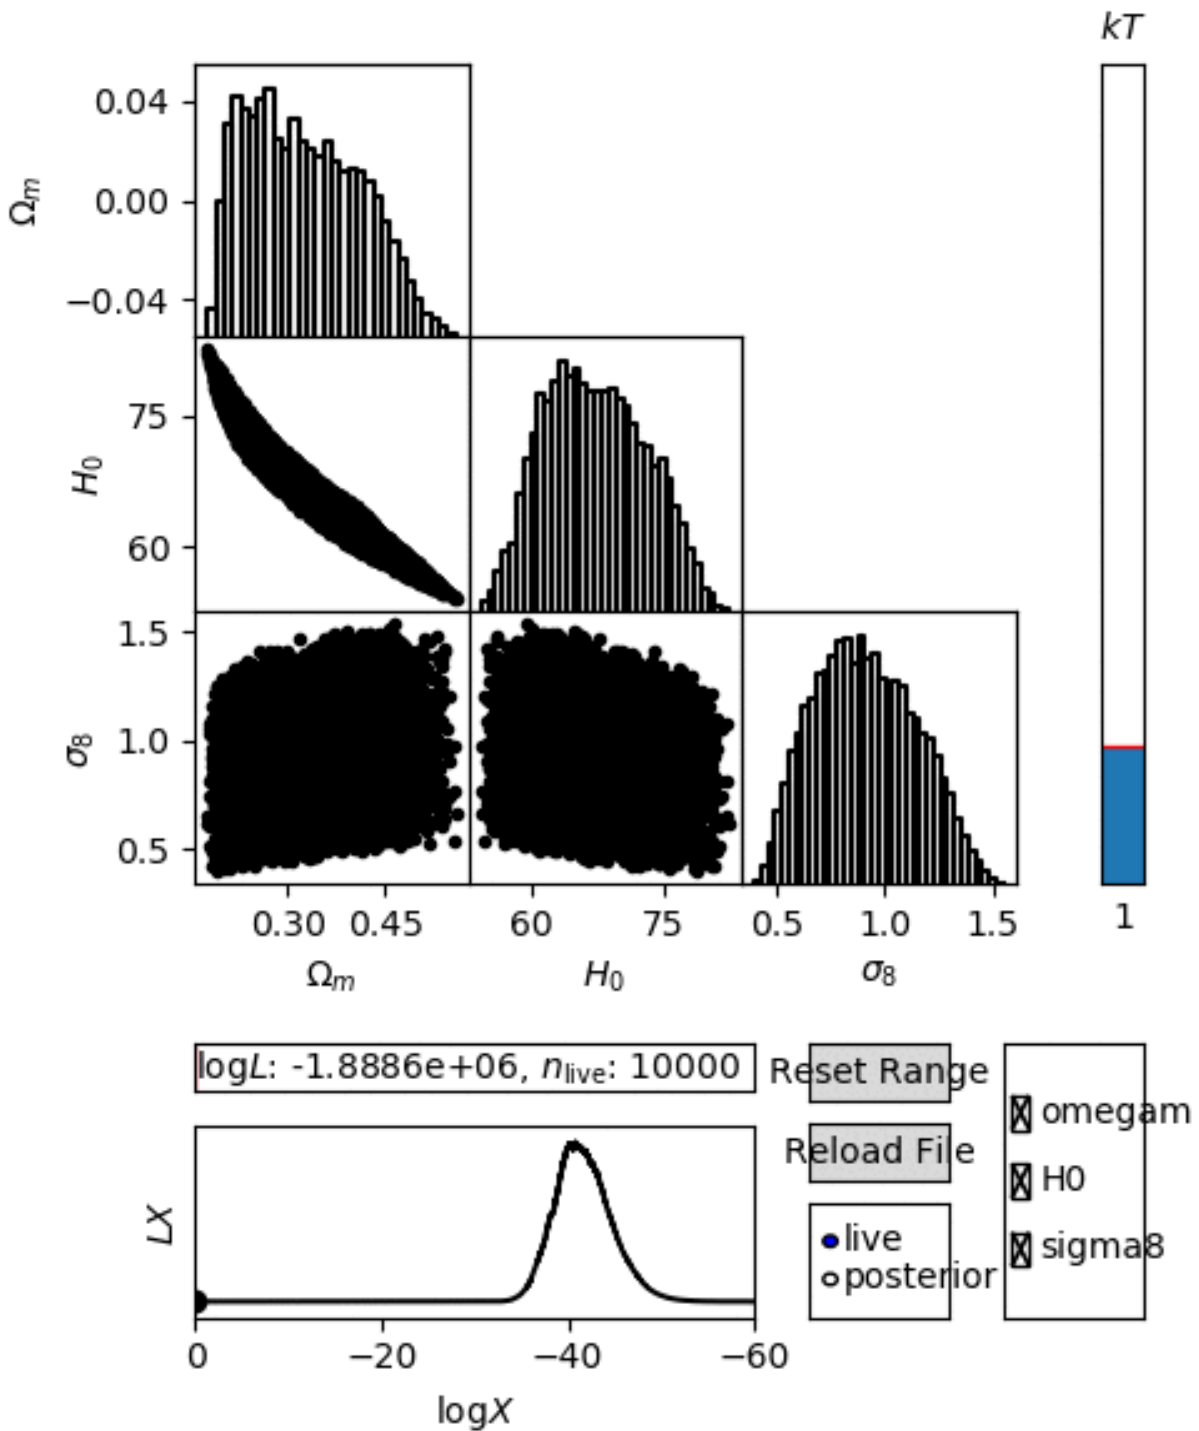 kT
0.04
0.00
−0.04
Ωₘ
75
60
H₀
1.5
1.0
0.5
σ₈
0.30 0.45
60 75
0.5 1.0 1.5
1
Ωₘ
H₀
σ₈
logL: -1.8886e+06, n_live: 10000
Reset Range
Reload File
live
posterior
omegam
H0
sigma8
LX
0 −20 −40 −60
logX